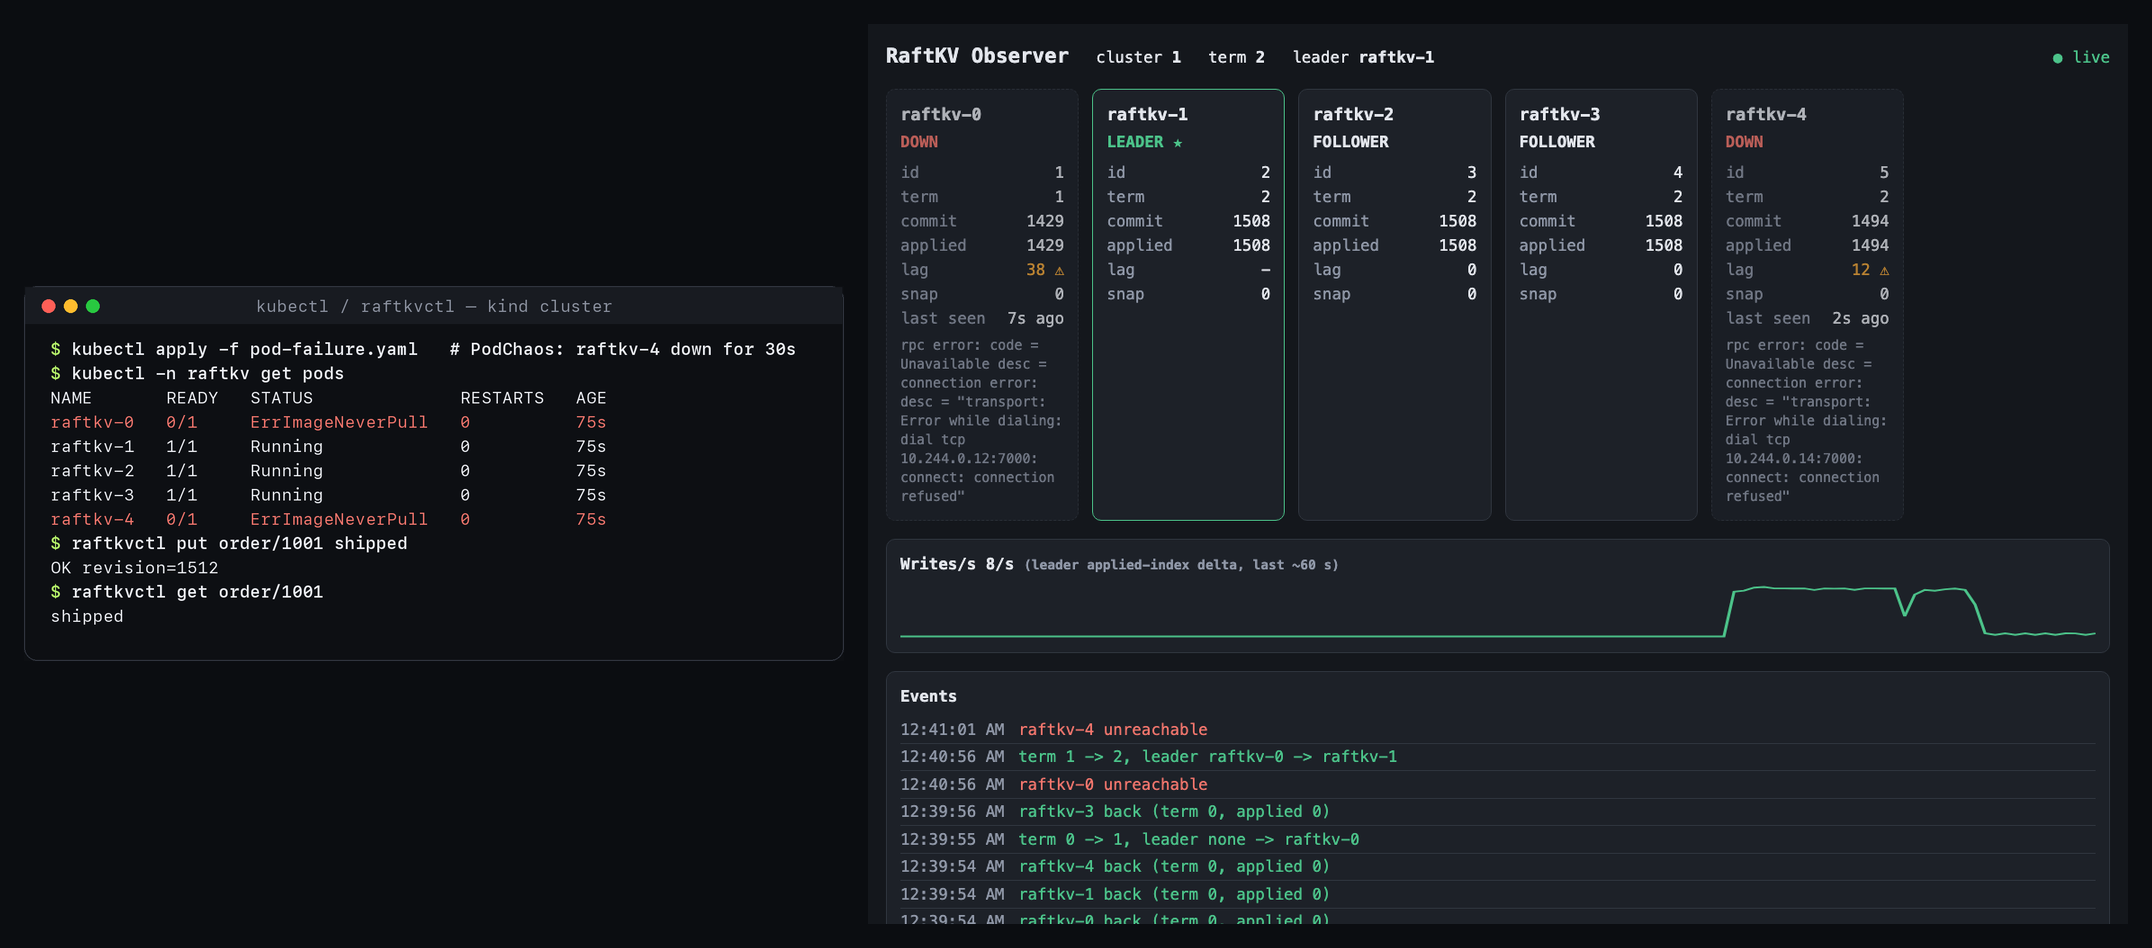 kubectl / raftkvctl — kind cluster
$ kubectl apply -f pod-failure.yaml   # PodChaos: raftkv-4 down for 30s
$ kubectl -n raftkv get pods
NAME       READY   STATUS              RESTARTS   AGE
raftkv-0   0/1     ErrImageNeverPull   0          75s
raftkv-1   1/1     Running             0          75s
raftkv-2   1/1     Running             0          75s
raftkv-3   1/1     Running             0          75s
raftkv-4   0/1     ErrImageNeverPull   0          75s
$ raftkvctl put order/1001 shipped
OK revision=1512
$ raftkvctl get order/1001
shipped
RaftKV Observer   cluster 1   term 2   leader raftkv-1   ● live
raftkv-0
DOWN
id 1
term 1
commit 1429
applied 1429
lag 38 ⚠
snap 0
last seen 7s ago
rpc error: code =
Unavailable desc =
connection error:
desc = "transport:
Error while dialing:
dial tcp
10.244.0.12:7000:
connect: connection
refused"
raftkv-1
LEADER ★
id 2
term 2
commit 1508
applied 1508
lag –
snap 0
raftkv-2
FOLLOWER
id 3
term 2
commit 1508
applied 1508
lag 0
snap 0
raftkv-3
FOLLOWER
id 4
term 2
commit 1508
applied 1508
lag 0
snap 0
raftkv-4
DOWN
id 5
term 2
commit 1494
applied 1494
lag 12 ⚠
snap 0
last seen 2s ago
rpc error: code =
Unavailable desc =
connection error:
desc = "transport:
Error while dialing:
dial tcp
10.244.0.14:7000:
connect: connection
refused"
Writes/s 8/s (leader applied-index delta, last ~60 s)
Events
12:41:01 AM raftkv-4 unreachable
12:40:56 AM term 1 -> 2, leader raftkv-0 -> raftkv-1
12:40:56 AM raftkv-0 unreachable
12:39:56 AM raftkv-3 back (term 0, applied 0)
12:39:55 AM term 0 -> 1, leader none -> raftkv-0
12:39:54 AM raftkv-4 back (term 0, applied 0)
12:39:54 AM raftkv-1 back (term 0, applied 0)
12:39:54 AM raftkv-0 back (term 0, applied 0)